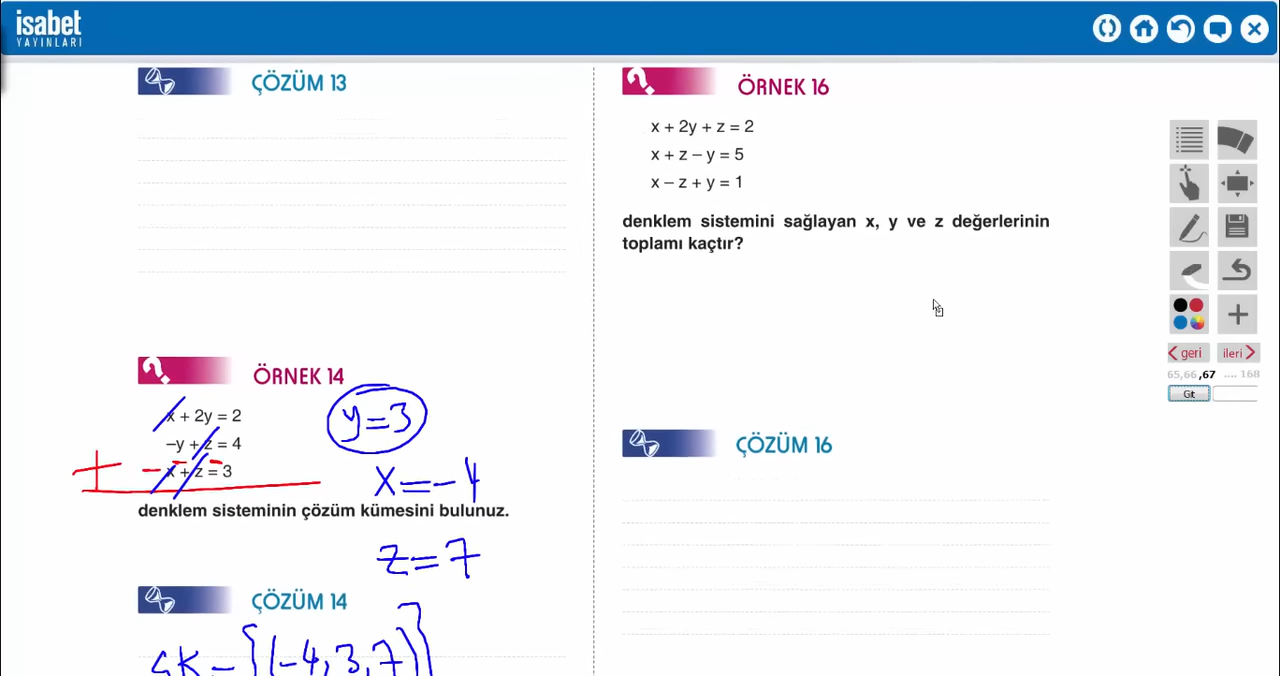 isabet
YAYINLARI
ÇÖZÜM 13
ÖRNEK 14
x + 2y = 2
–y + z = 4
x + z = 3
y = 3
x = -4
denklem sisteminin çözüm kümesini bulunuz.
z = 7
ÇÖZÜM 14
ÇK = {(-4, 3, 7)}
ÖRNEK 16
x + 2y + z = 2
x + z – y = 5
x – z + y = 1
denklem sistemini sağlayan x, y ve z değerlerinin
toplamı kaçtır?
ÇÖZÜM 16
geri ileri
65,66,67 .... 168
Git